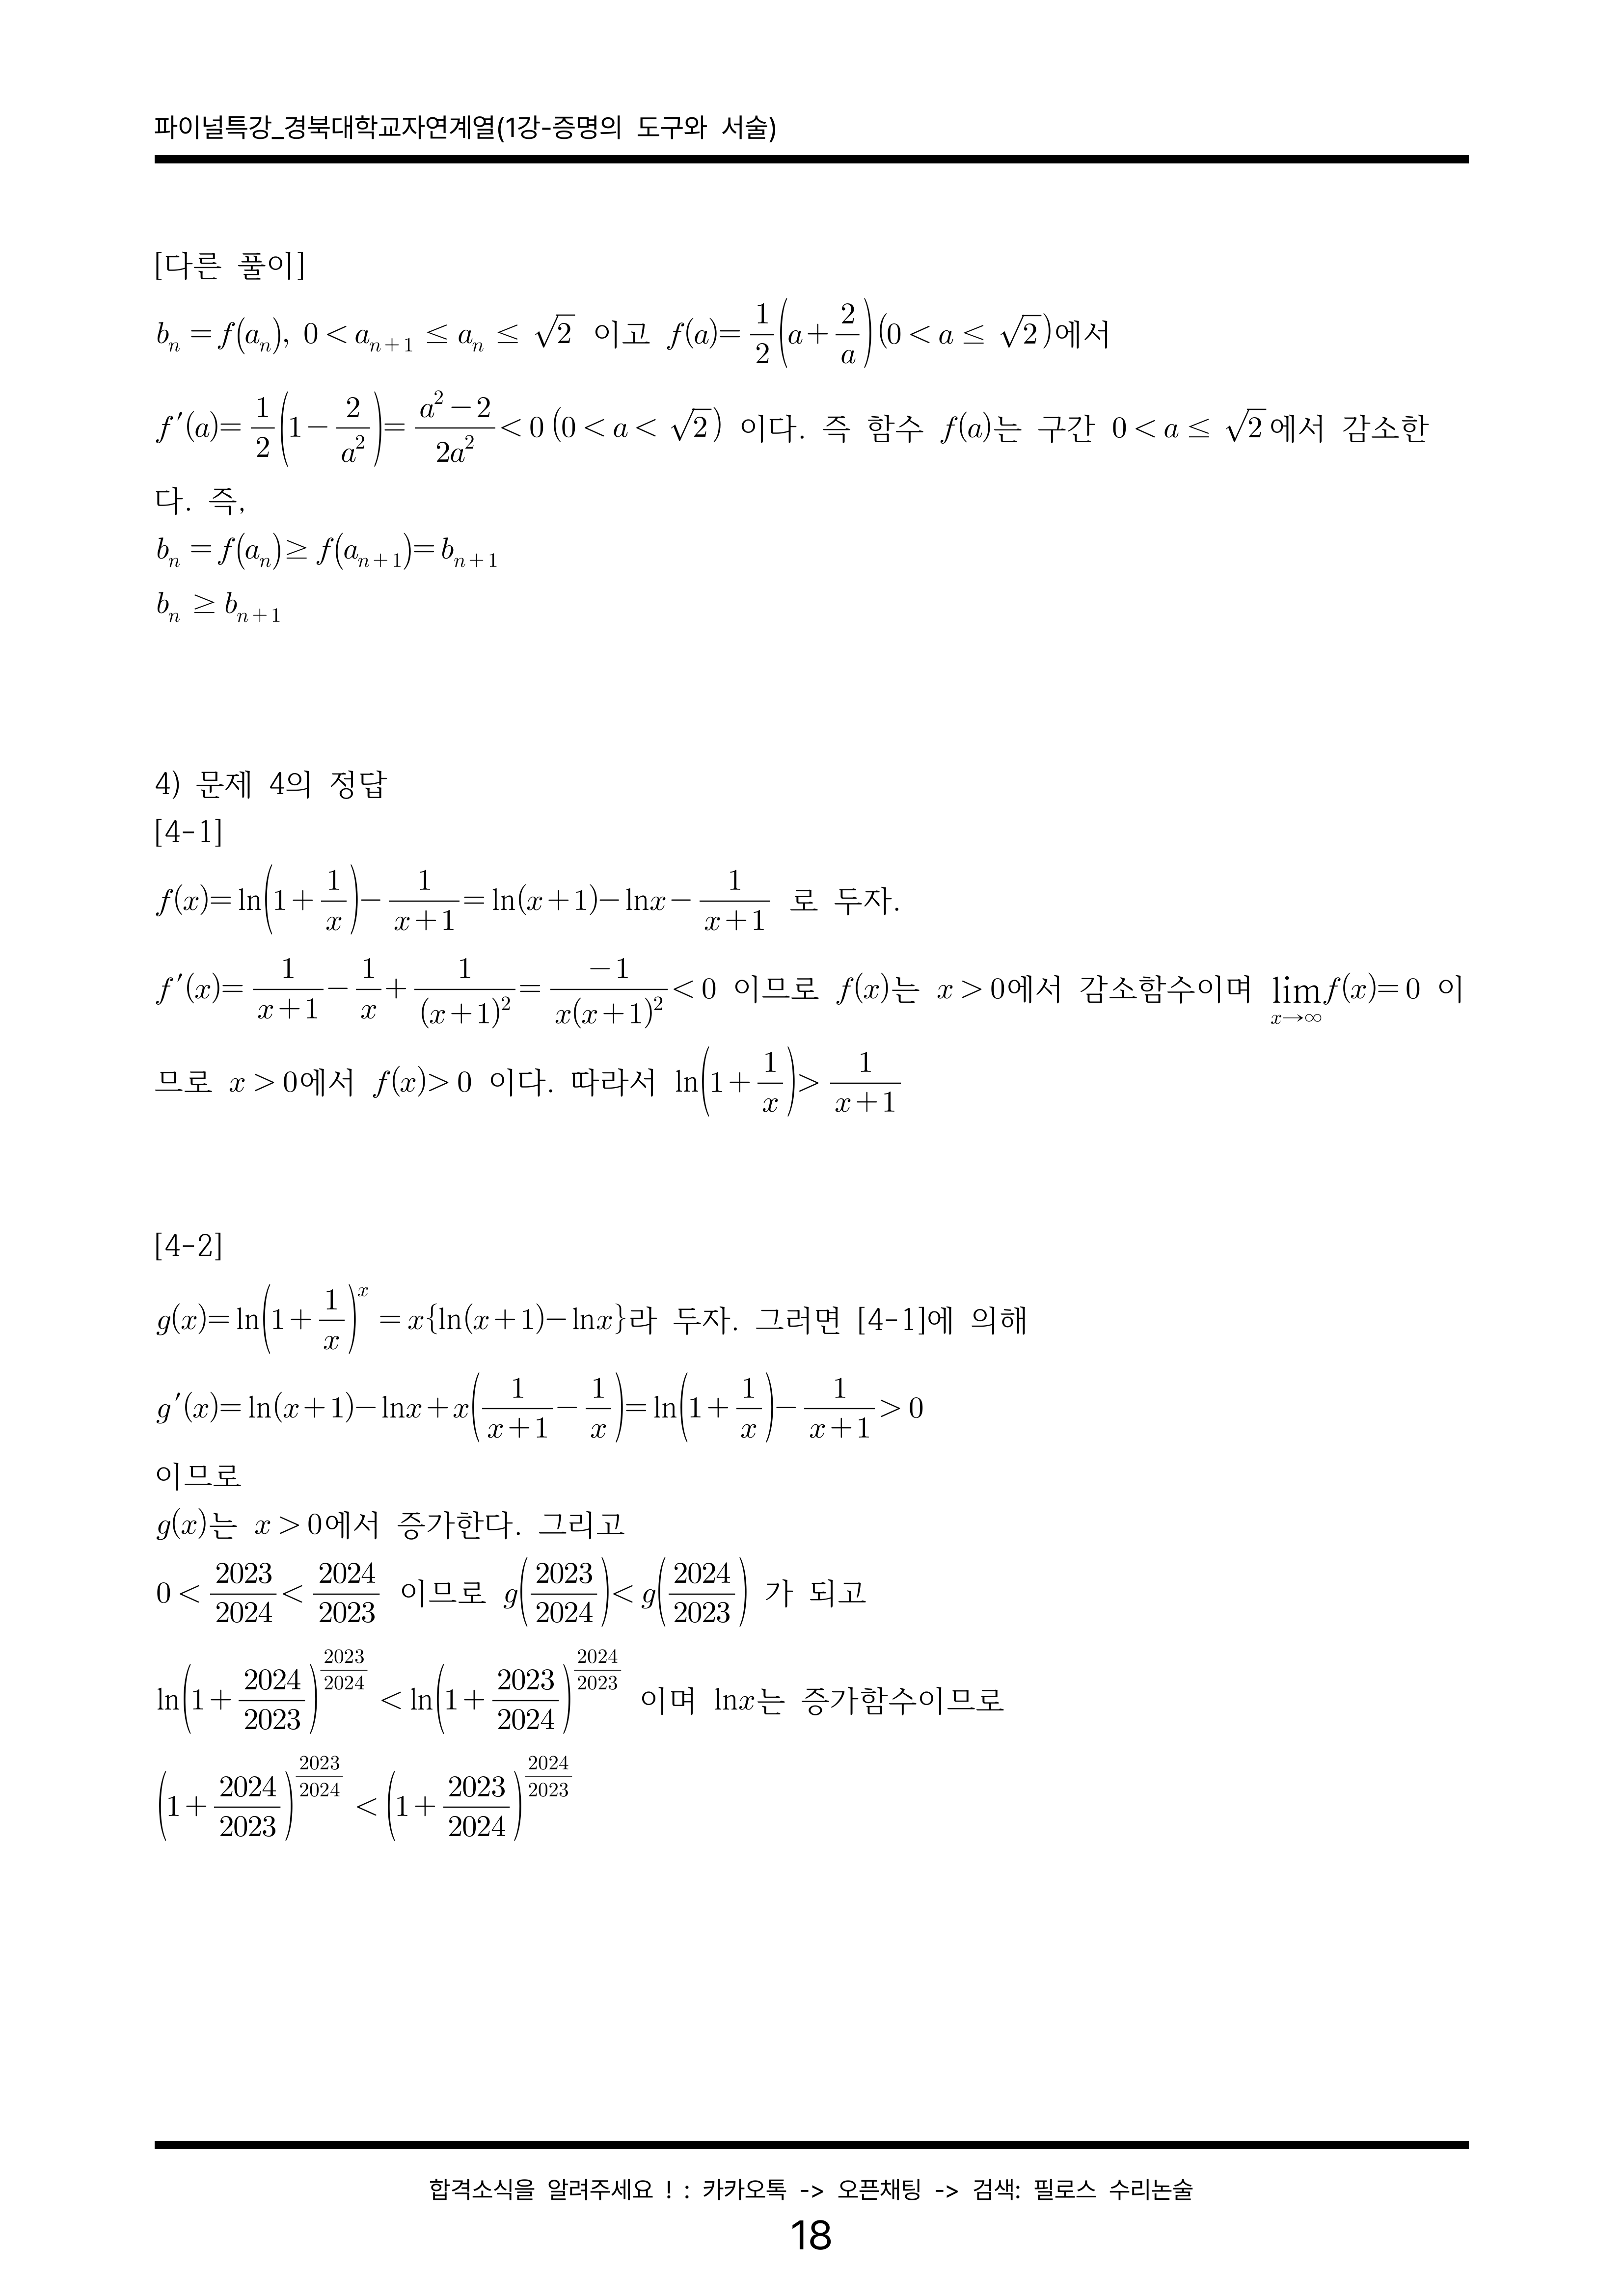 파이널특강_경북대학교자연계열(1강-증명의 도구와 서술)
[다른 풀이]
$b_n = f(a_n),\ 0 < a_{n+1} \le a_n \le \sqrt{2}$ 이고 $f(a) = \frac{1}{2}\left(a + \frac{2}{a}\right)(0 < a \le \sqrt{2})$에서
$f'(a) = \frac{1}{2}\left(1 - \frac{2}{a^2}\right) = \frac{a^2-2}{2a^2} < 0\ (0 < a < \sqrt{2})$ 이다. 즉 함수 $f(a)$는 구간 $0 < a \le \sqrt{2}$에서 감소한
다. 즉,
$b_n = f(a_n) \ge f(a_{n+1}) = b_{n+1}$
$b_n \ge b_{n+1}$
4) 문제 4의 정답
[4-1]
$f(x) = \ln\left(1 + \frac{1}{x}\right) - \frac{1}{x+1} = \ln(x+1) - \ln x - \frac{1}{x+1}$ 로 두자.
$f'(x) = \frac{1}{x+1} - \frac{1}{x} + \frac{1}{(x+1)^2} = \frac{-1}{x(x+1)^2} < 0$ 이므로 $f(x)$는 $x > 0$에서 감소함수이며 $\lim_{x \to \infty} f(x) = 0$ 이
므로 $x > 0$에서 $f(x) > 0$ 이다. 따라서 $\ln\left(1 + \frac{1}{x}\right) > \frac{1}{x+1}$
[4-2]
$g(x) = \ln\left(1 + \frac{1}{x}\right)^x = x\{\ln(x+1) - \ln x\}$라 두자. 그러면 [4-1]에 의해
$g'(x) = \ln(x+1) - \ln x + x\left(\frac{1}{x+1} - \frac{1}{x}\right) = \ln\left(1 + \frac{1}{x}\right) - \frac{1}{x+1} > 0$
이므로
$g(x)$는 $x > 0$에서 증가한다. 그리고
$0 < \frac{2023}{2024} < \frac{2024}{2023}$ 이므로 $g\left(\frac{2023}{2024}\right) < g\left(\frac{2024}{2023}\right)$ 가 되고
$\ln\left(1 + \frac{2024}{2023}\right)^{\frac{2023}{2024}} < \ln\left(1 + \frac{2023}{2024}\right)^{\frac{2024}{2023}}$ 이며 $\ln x$는 증가함수이므로
$\left(1 + \frac{2024}{2023}\right)^{\frac{2023}{2024}} < \left(1 + \frac{2023}{2024}\right)^{\frac{2024}{2023}}$
합격소식을 알려주세요 ! : 카카오톡 -> 오픈채팅 -> 검색: 필로스 수리논술
18